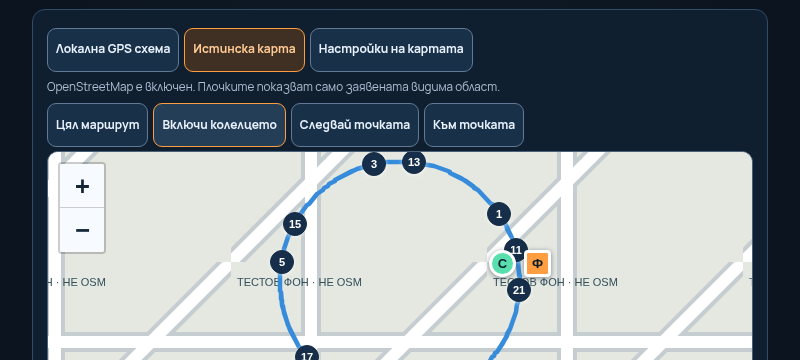 Локална GPS схема Истинска карта Настройки на картата
OpenStreetMap е включен. Плочките показват само заявената видима област.
Цял маршрут Включи колелцето Следвай точката Към точката
+
−
3 13
15 1
11
5 С Ф
21
Н · НЕ OSM ТЕСТОВ ФОН · НЕ OSM ТЕСТОВ ФОН · НЕ OSM
17